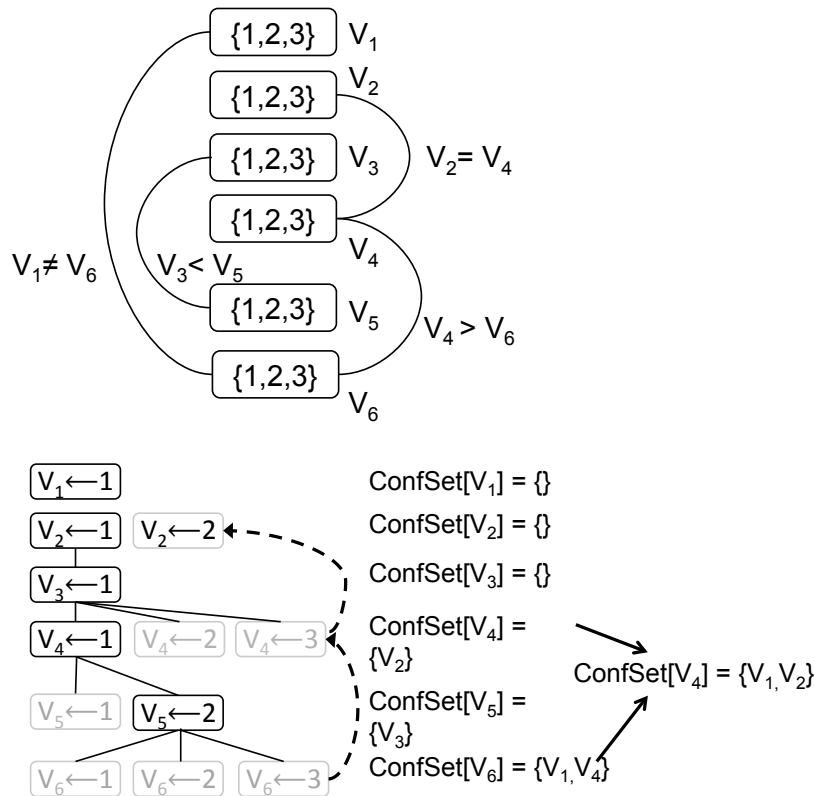 {1,2,3} V1
{1,2,3} V2
{1,2,3} V3
V2= V4
{1,2,3} V4
V1≠ V6
V3< V5
{1,2,3} V5
V4 > V6
{1,2,3} V6
V1←1
ConfSet[V1] = {}
V2←1 V2←2
ConfSet[V2] = {}
V3←1
ConfSet[V3] = {}
V4←1 V4←2 V4←3
ConfSet[V4] =
{V2}
ConfSet[V4] = {V1,V2}
V5←1 V5←2
ConfSet[V5] =
{V3}
V6←1 V6←2 V6←3
ConfSet[V6] = {V1,V4}